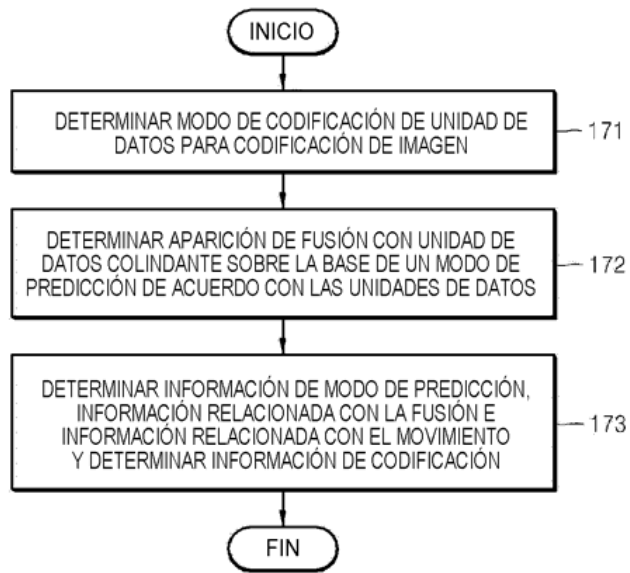 INICIO
DETERMINAR MODO DE CODIFICACIÓN DE UNIDAD DE
DATOS PARA CODIFICACIÓN DE IMAGEN
171
DETERMINAR APARICIÓN DE FUSIÓN CON UNIDAD DE
DATOS COLINDANTE SOBRE LA BASE DE UN MODO DE
PREDICCIÓN DE ACUERDO CON LAS UNIDADES DE DATOS
172
DETERMINAR INFORMACIÓN DE MODO DE PREDICCIÓN,
INFORMACIÓN RELACIONADA CON LA FUSIÓN E
INFORMACIÓN RELACIONADA CON EL MOVIMIENTO
Y DETERMINAR INFORMACIÓN DE CODIFICACIÓN
173
FIN